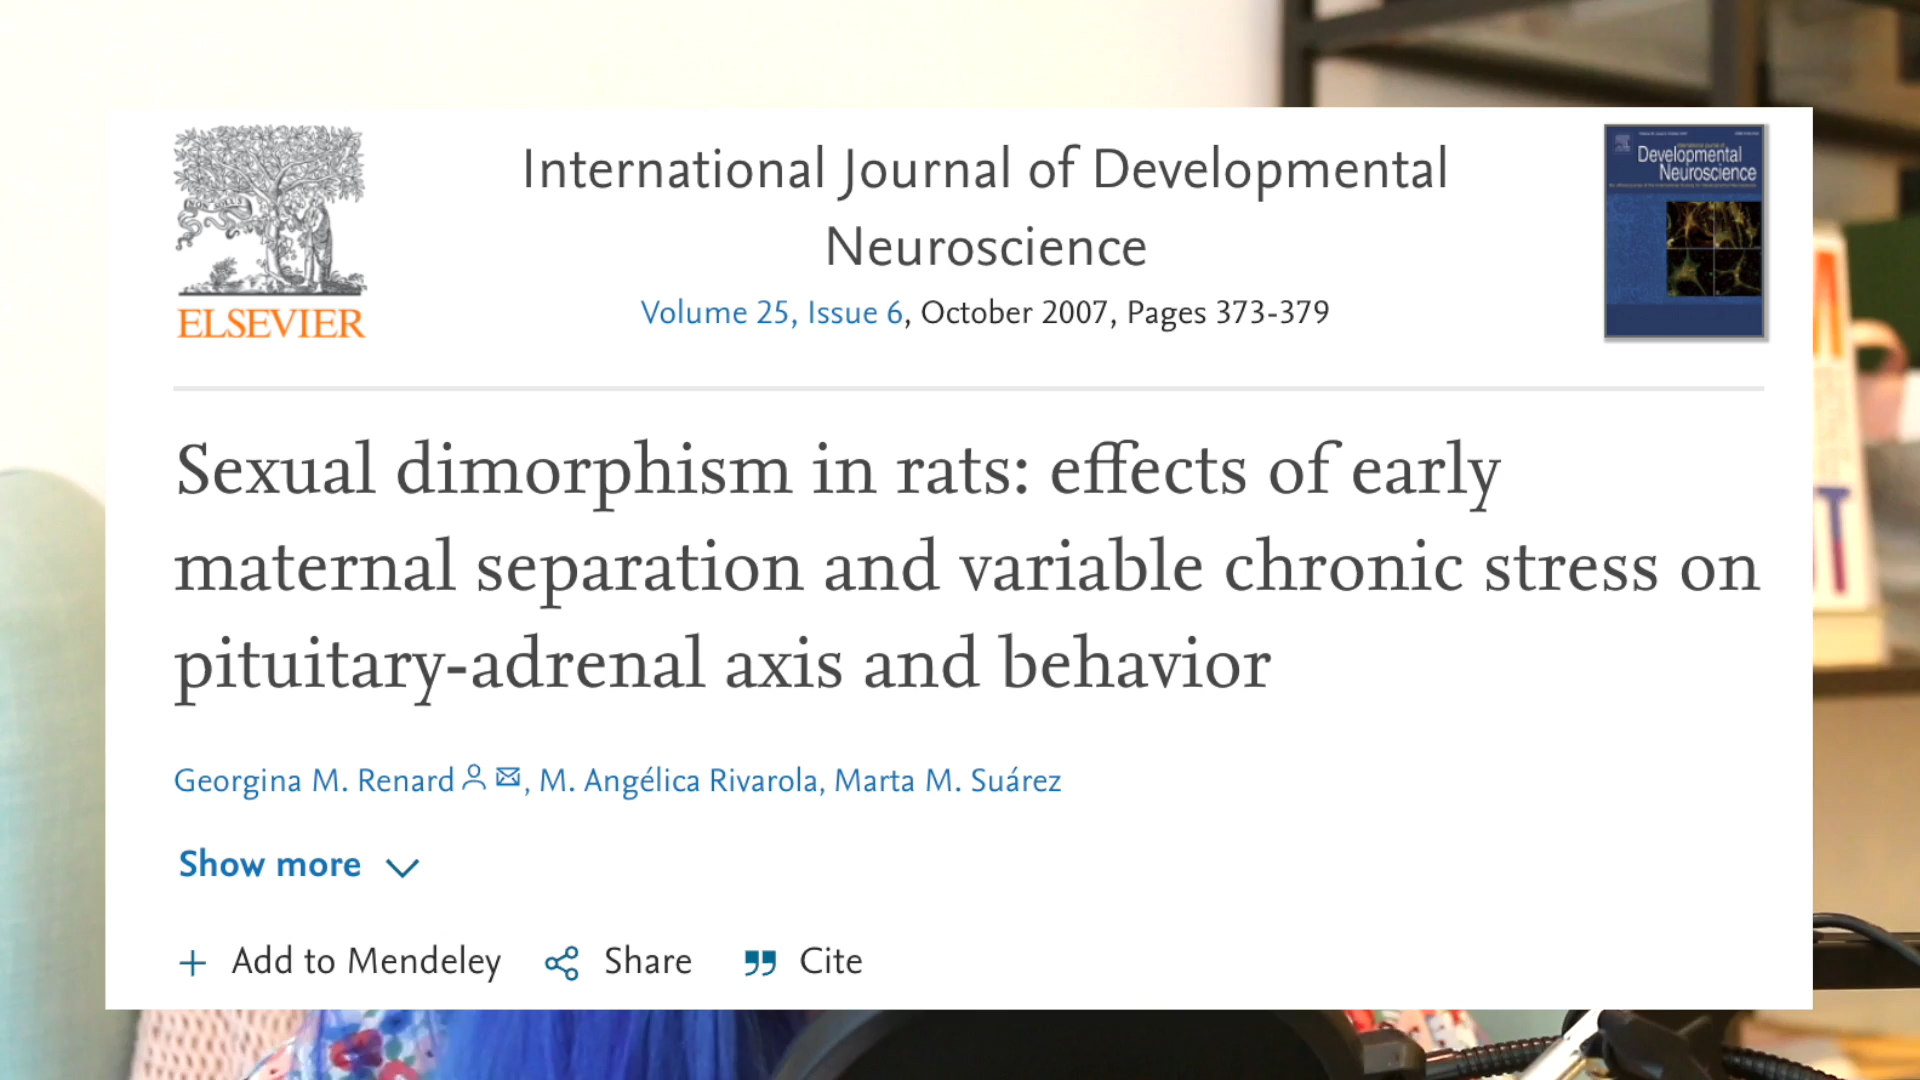 International Journal of Developmental
Neuroscience
Volume 25, Issue 6, October 2007, Pages 373-379
ELSEVIER
Developmental
Neuroscience
Sexual dimorphism in rats: effects of early
maternal separation and variable chronic stress on
pituitary-adrenal axis and behavior
Georgina M. Renard, M. Angélica Rivarola, Marta M. Suárez
Show more
Add to Mendeley Share Cite